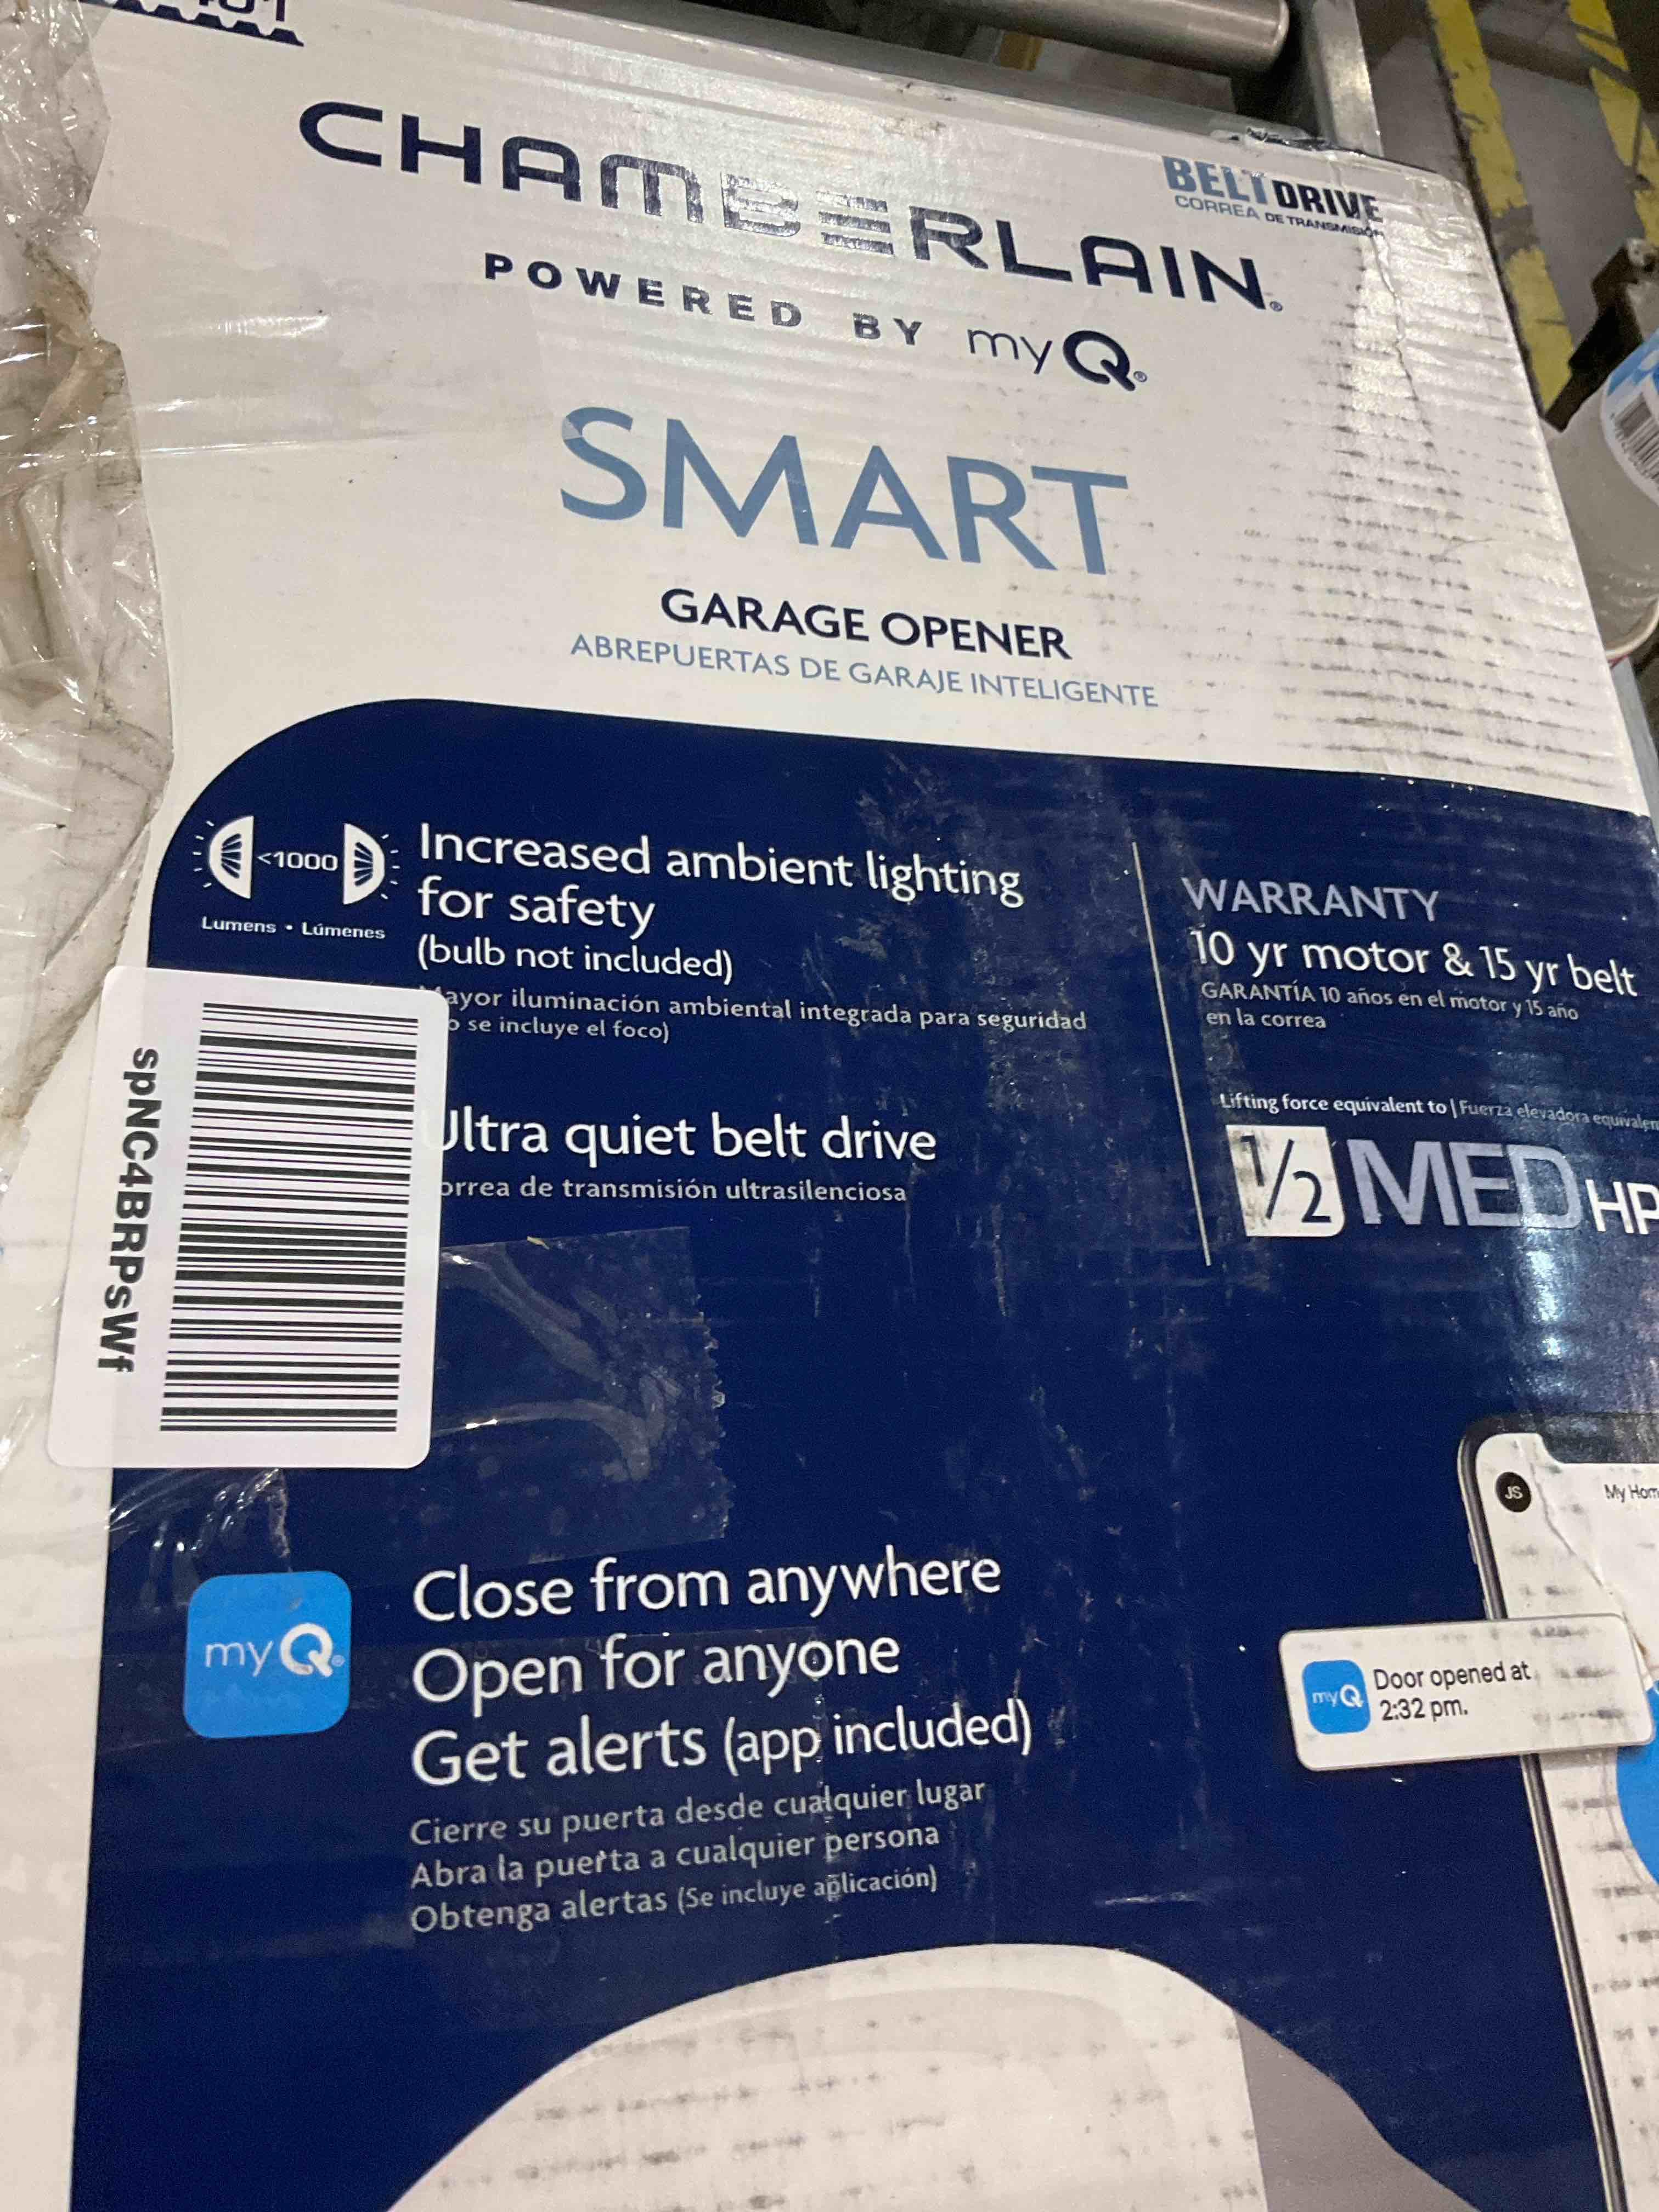 BELT DRIVE
CORREA DE TRANSMISIÓN
CHAMBERLAIN®
POWERED BY myQ®
SMART
GARAGE OPENER
ABREPUERTAS DE GARAJE INTELIGENTE
<1000
Lumens • Lúmenes
Increased ambient lighting
for safety
(bulb not included)
ayor iluminación ambiental integrada para seguridad
o se incluye el foco)
Ultra quiet belt drive
orrea de transmisión ultrasilenciosa
WARRANTY
10 yr motor & 15 yr belt
GARANTÍA 10 años en el motor y 15 año
en la correa
Lifting force equivalent to | Fuerza elevadora equivalen
1/2 MED HP
spNC4BRPsWf
myQ®
Close from anywhere
Open for anyone
Get alerts (app included)
Cierre su puerta desde cualquier lugar
Abra la puerta a cualquier persona
Obtenga alertas (Se incluye aplicación)
JS
My Hom
myQ
Door opened at
2:32 pm.